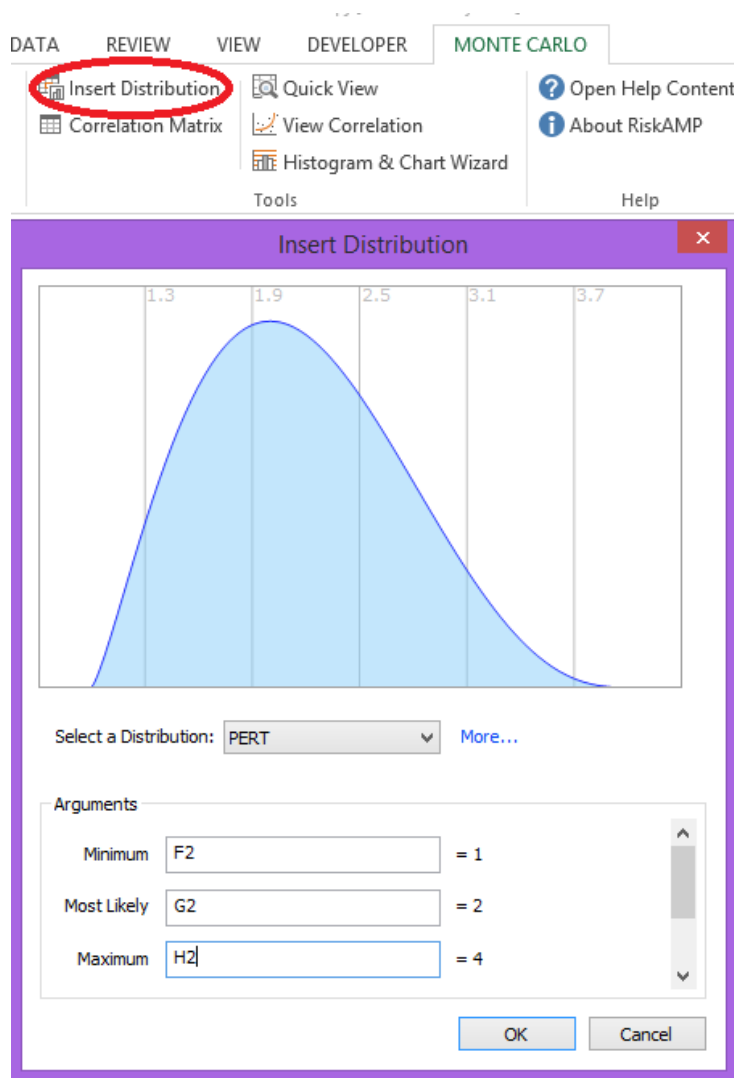 DATA REVIEW VIEW DEVELOPER MONTE CARLO
Insert Distribution Quick View Open Help Content
Correlation Matrix View Correlation About RiskAMP
Histogram & Chart Wizard
Tools Help
Insert Distribution
1.3 1.9 2.5 3.1 3.7
Select a Distribution: PERT More...
Arguments
Minimum F2 = 1
Most Likely G2 = 2
Maximum H2 = 4
OK Cancel